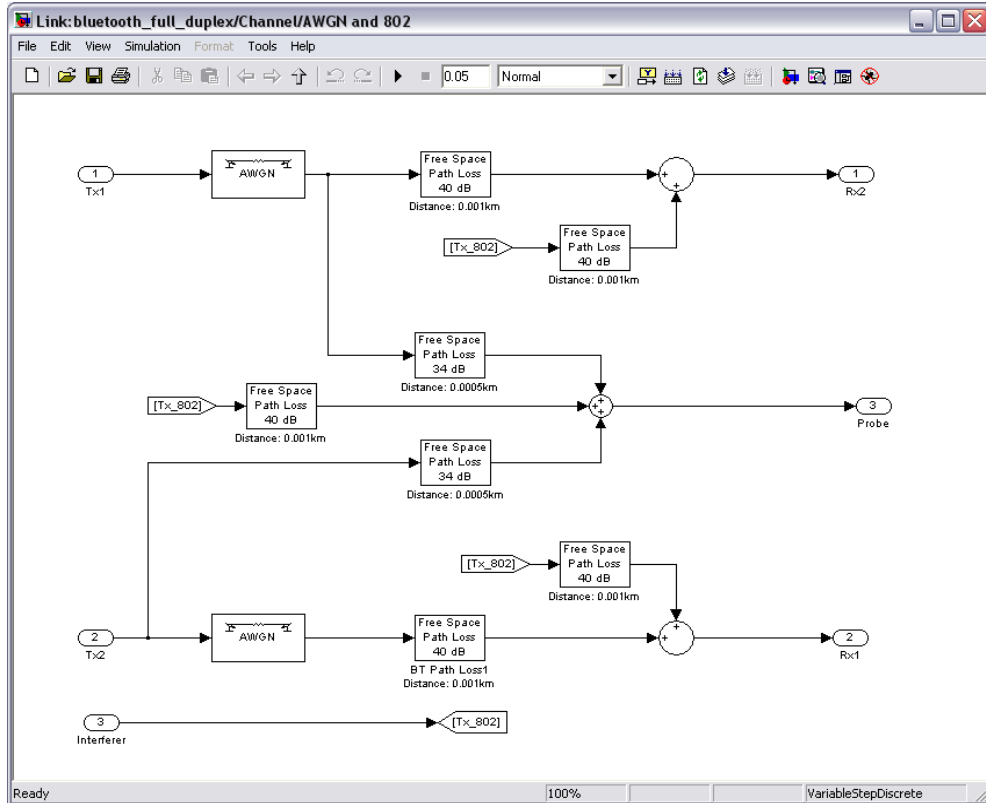 Link:bluetooth_full_duplex/Channel/AWGN and 802
File Edit View Simulation Format Tools Help
0.05 Normal
1
Tx1
AWGN
Free Space
Path Loss
40 dB
Distance: 0.001km
1
Rx2
[Tx_802]
Free Space
Path Loss
40 dB
Distance: 0.001km
Free Space
Path Loss
34 dB
Distance: 0.0005km
[Tx_802]
Free Space
Path Loss
40 dB
Distance: 0.001km
3
Probe
Free Space
Path Loss
34 dB
Distance: 0.0005km
[Tx_802]
Free Space
Path Loss
40 dB
Distance: 0.001km
2
Tx2
AWGN
Free Space
Path Loss
40 dB
BT Path Loss1
Distance: 0.001km
2
Rx1
3
Interferer
[Tx_802]
Ready 100% VariableStepDiscrete